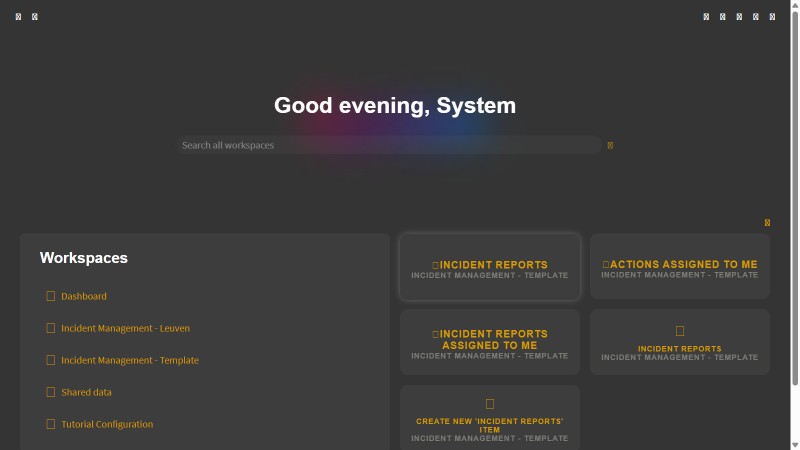 Good evening, System
Search all workspaces
Workspaces
Dashboard
Incident Management - Leuven
Incident Management - Template
Shared data
Tutorial Configuration
INCIDENT REPORTS
INCIDENT MANAGEMENT - TEMPLATE
ACTIONS ASSIGNED TO ME
INCIDENT MANAGEMENT - TEMPLATE
INCIDENT REPORTS
ASSIGNED TO ME
INCIDENT MANAGEMENT - TEMPLATE
INCIDENT REPORTS
INCIDENT MANAGEMENT - TEMPLATE
CREATE NEW 'INCIDENT REPORTS'
ITEM
INCIDENT MANAGEMENT - TEMPLATE